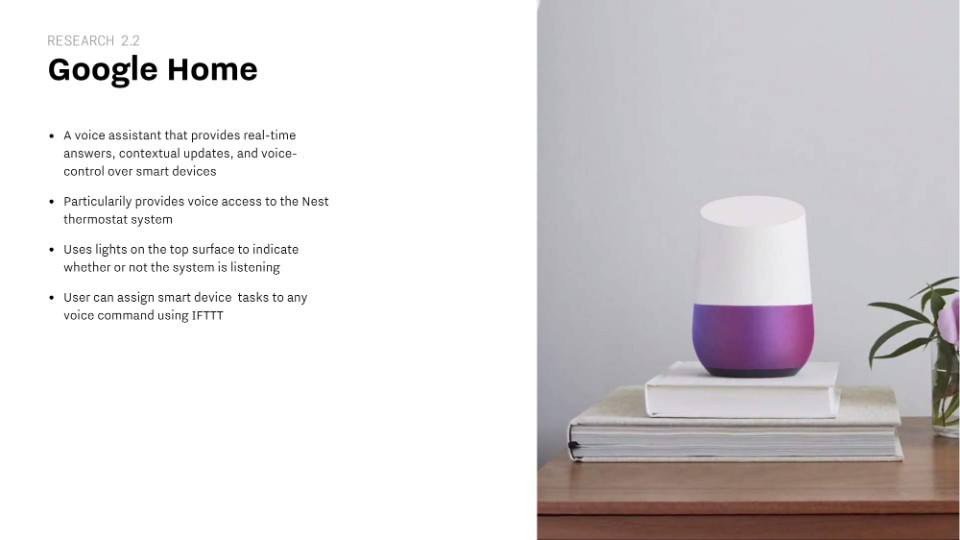 RESEARCH 2.2
Google Home
• A voice assistant that provides real-time
answers, contextual updates, and voice-
control over smart devices
• Particularily provides voice access to the Nest
thermostat system
• Uses lights on the top surface to indicate
whether or not the system is listening
• User can assign smart device  tasks to any
voice command using IFTTT